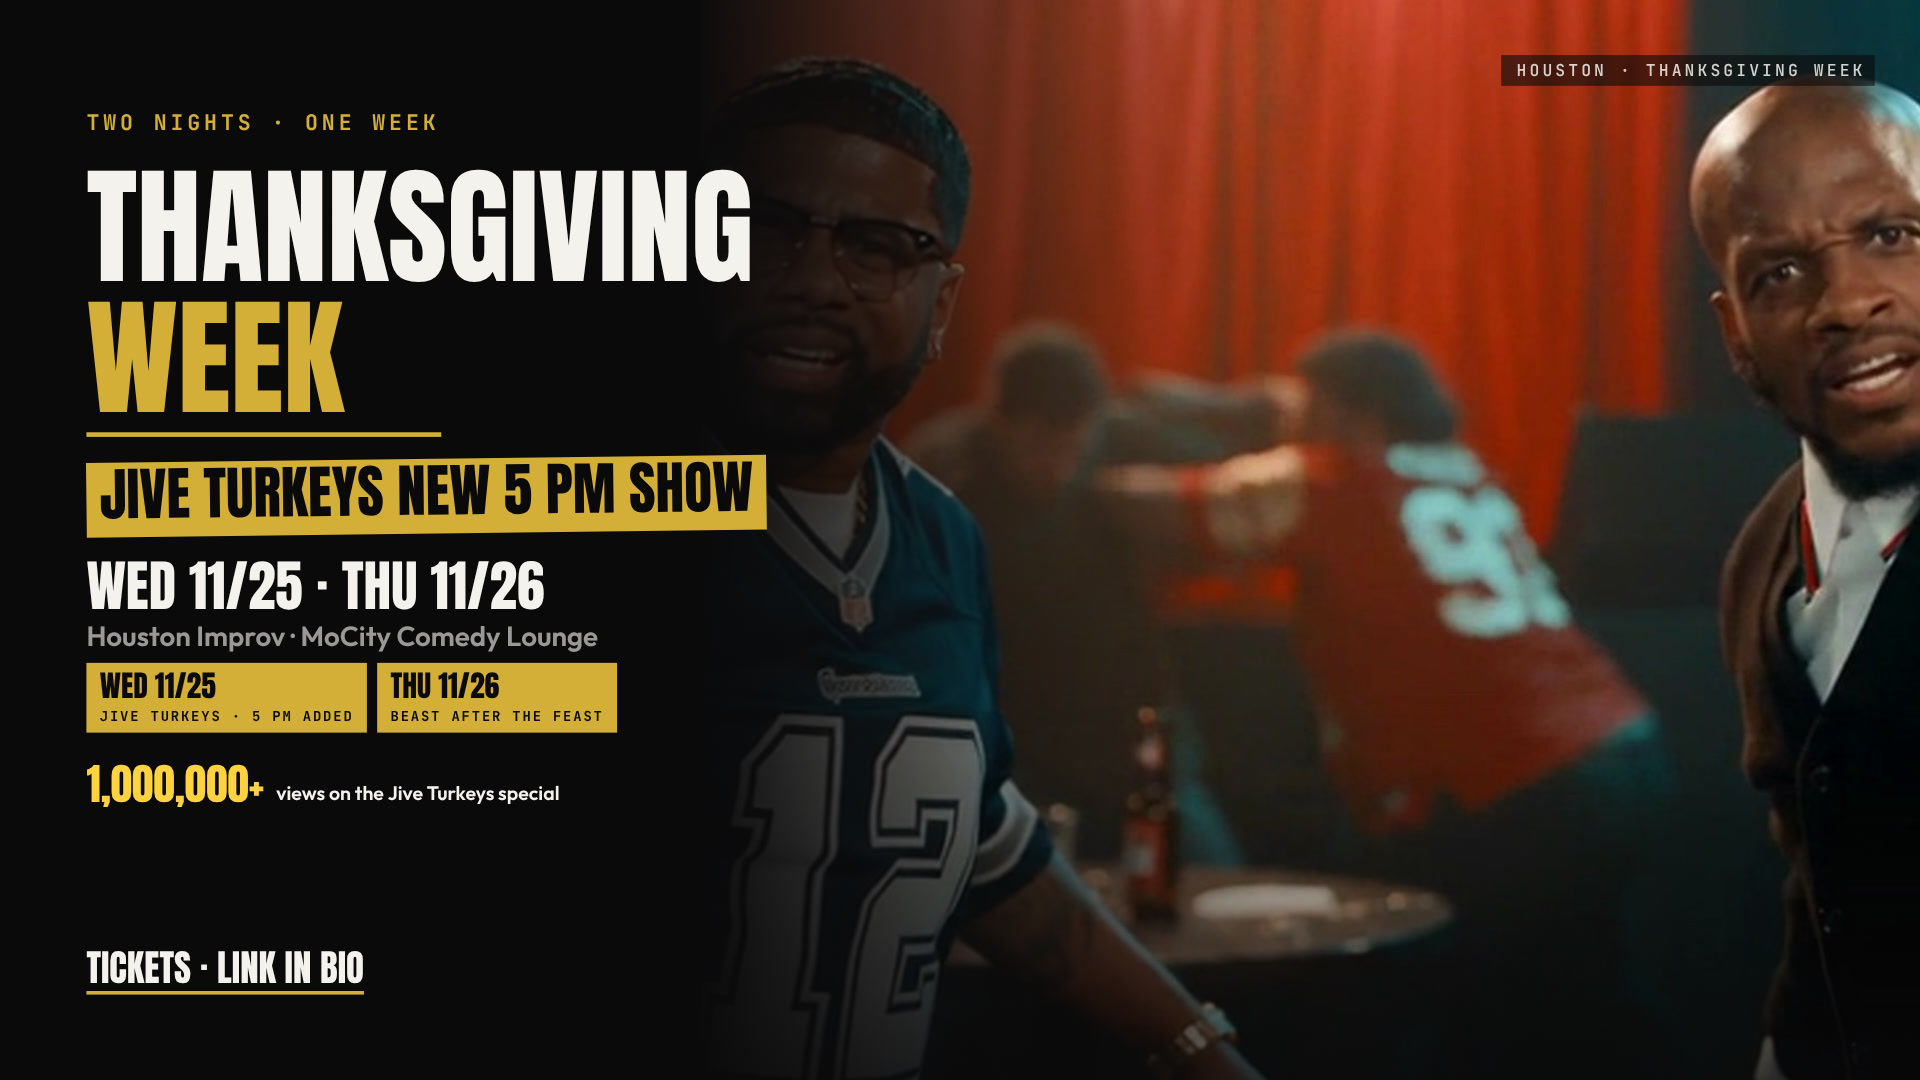 HOUSTON · THANKSGIVING WEEK
TWO NIGHTS · ONE WEEK
THANKSGIVING
WEEK
JIVE TURKEYS NEW 5 PM SHOW
WED 11/25 · THU 11/26
Houston Improv · MoCity Comedy Lounge
WED 11/25
JIVE TURKEYS · 5 PM ADDED
THU 11/26
BEAST AFTER THE FEAST
1,000,000+ views on the Jive Turkeys special
TICKETS · LINK IN BIO
12